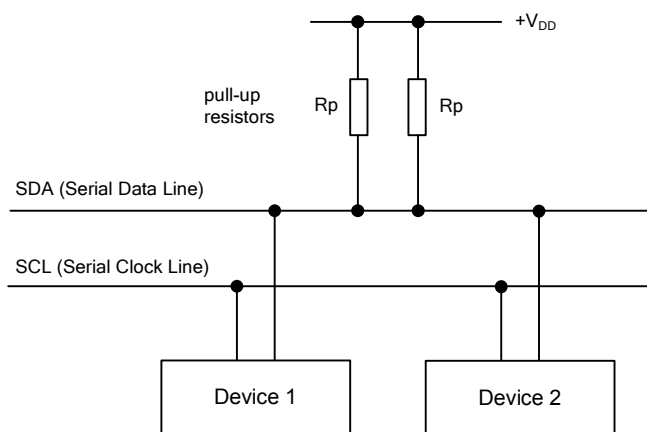 +VDD
pull-up
resistors
Rp
Rp
SDA (Serial Data Line)
SCL (Serial Clock Line)
Device 1
Device 2